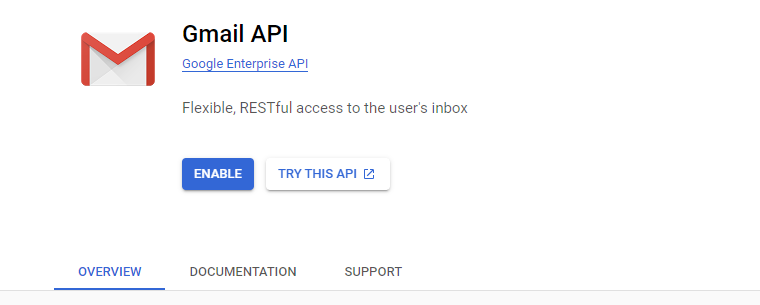 Gmail API
Google Enterprise API
Flexible, RESTful access to the user's inbox
ENABLE TRY THIS API
OVERVIEW DOCUMENTATION SUPPORT